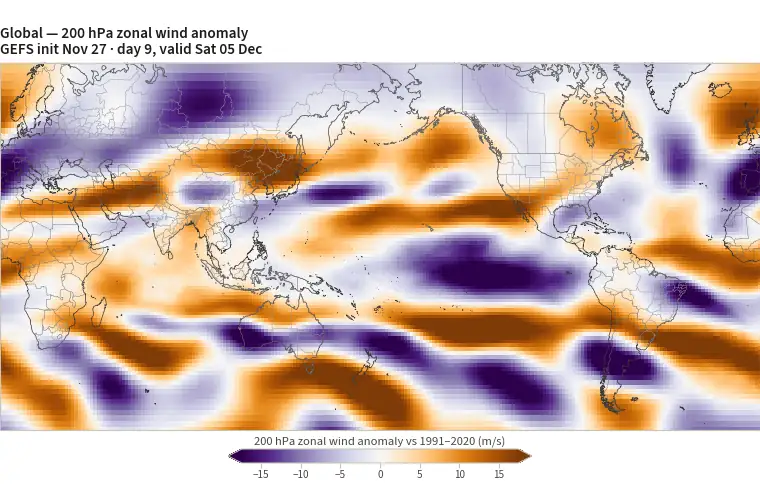 Global — 200 hPa zonal wind anomaly
GEFS init Nov 27 · day 9, valid Sat 05 Dec
200 hPa zonal wind anomaly vs 1991–2020 (m/s)
−15 −10 −5 0 5 10 15